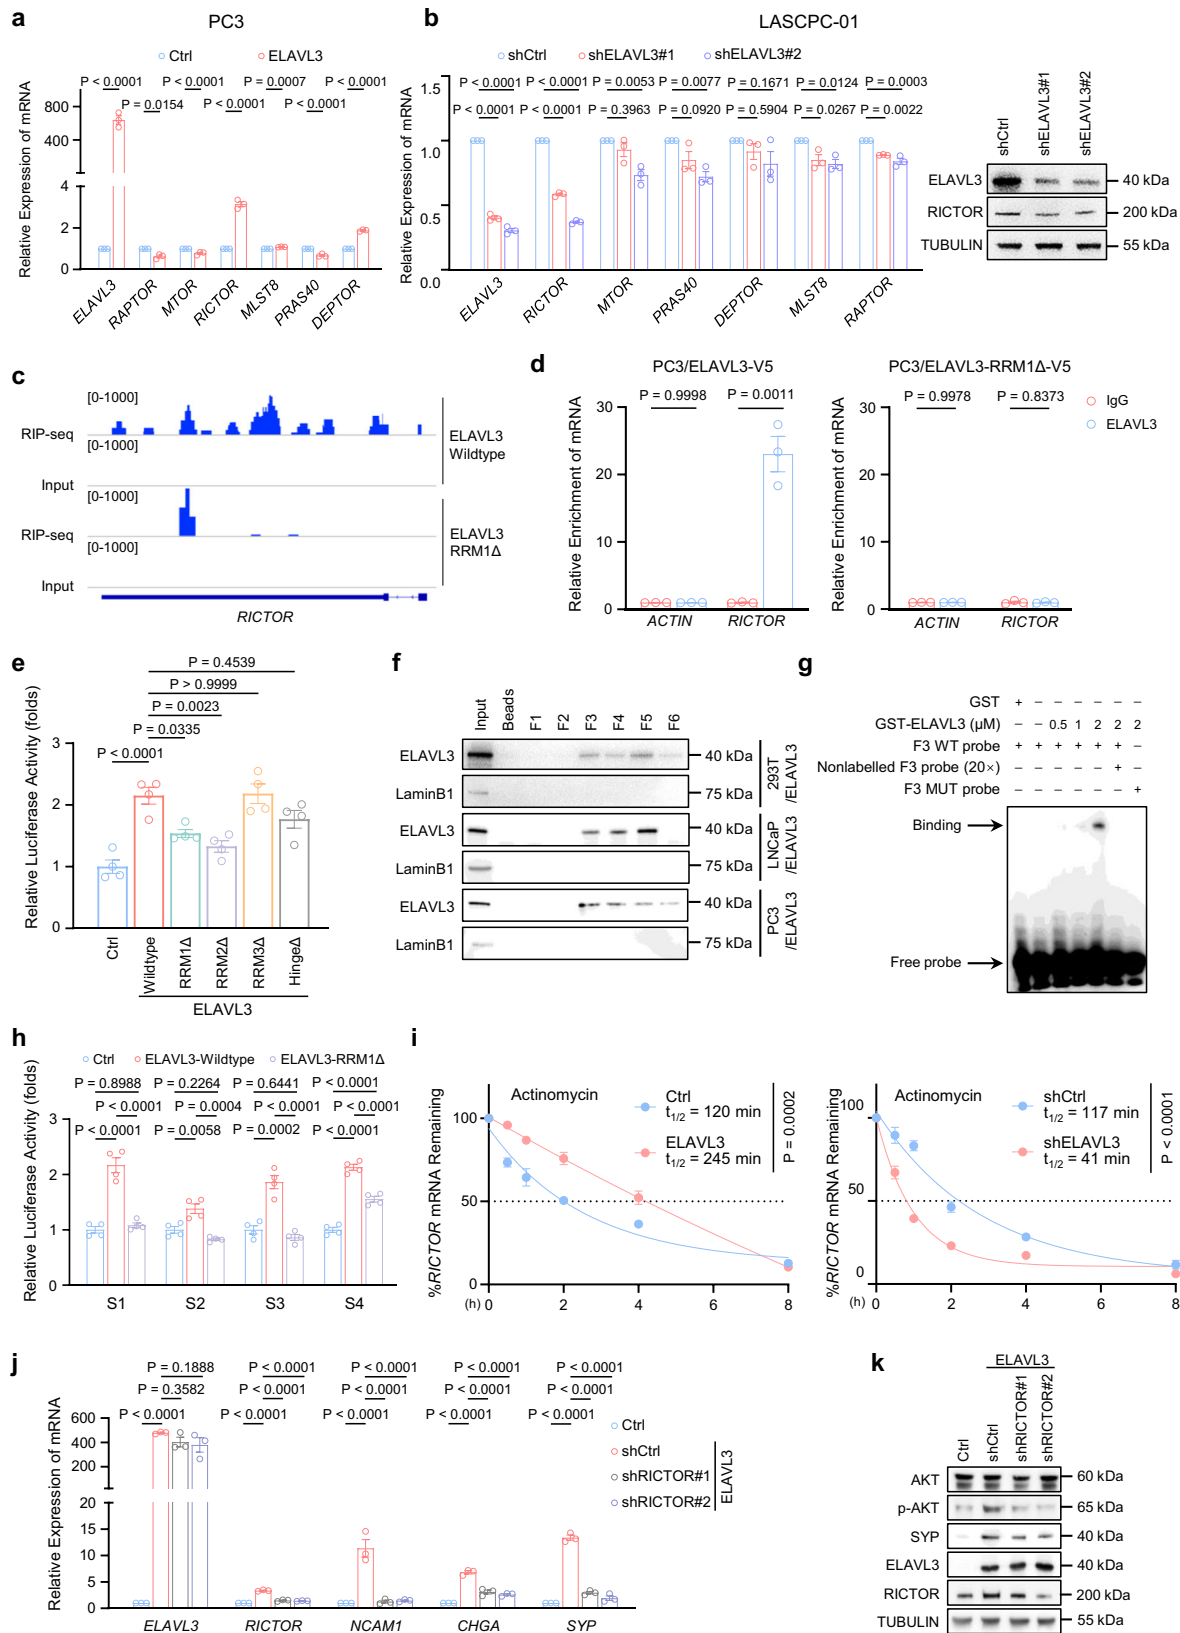 a
PC3
Ctrl
ELAVL3
P < 0.0001
P < 0.0001
P = 0.0007
P < 0.0001
P = 0.0154
P < 0.0001
P < 0.0001
Relative Expression of mRNA
800
400
4
2
0
ELAVL3
RAPTOR
MTOR
RICTOR
MLST8
PRAS40
DEPTOR
b
LASCPC-01
shCtrl
shELAVL3#1
shELAVL3#2
P < 0.0001
P < 0.0001
P = 0.0053
P = 0.0077
P = 0.1671
P = 0.0124
P = 0.0003
P < 0.0001
P < 0.0001
P = 0.3963
P = 0.0920
P = 0.5904
P = 0.0267
P = 0.0022
Relative Expression of mRNA
1.5
1.0
0.5
0.0
ELAVL3
RICTOR
MTOR
PRAS40
DEPTOR
MLST8
RAPTOR
shCtrl
shELAVL3#1
shELAVL3#2
ELAVL3
40 kDa
RICTOR
200 kDa
TUBULIN
55 kDa
c
[0-1000]
RIP-seq
[0-1000]
Input
ELAVL3
Wildtype
[0-1000]
RIP-seq
[0-1000]
Input
ELAVL3
RRM1Δ
RICTOR
d
PC3/ELAVL3-V5
P = 0.9998
P = 0.0011
Relative Enrichment of mRNA
30
20
10
0
ACTIN
RICTOR
PC3/ELAVL3-RRM1Δ-V5
P = 0.9978
P = 0.8373
IgG
ELAVL3
Relative Enrichment of mRNA
30
20
10
0
ACTIN
RICTOR
e
P = 0.4539
P > 0.9999
P = 0.0023
P = 0.0335
P < 0.0001
Relative Luciferase Activity (folds)
3
2
1
0
Ctrl
Wildtype
RRM1Δ
RRM2Δ
RRM3Δ
HingeΔ
ELAVL3
f
Input
Beads
F1
F2
F3
F4
F5
F6
ELAVL3
40 kDa
LaminB1
75 kDa
293T
/ELAVL3
ELAVL3
40 kDa
LaminB1
75 kDa
LNCaP
/ELAVL3
ELAVL3
40 kDa
LaminB1
75 kDa
PC3
/ELAVL3
g
GST + – – – – – –
GST-ELAVL3 (µM) – – 0.5 1 2 2 2
F3 WT probe + + + + + + –
Nonlabelled F3 probe (20×) – – – – – + –
F3 MUT probe – – – – – – +
Binding
Free probe
h
Ctrl
ELAVL3-Wildtype
ELAVL3-RRM1Δ
P = 0.8988
P = 0.2264
P = 0.6441
P < 0.0001
P < 0.0001
P = 0.0004
P < 0.0001
P < 0.0001
P < 0.0001
P = 0.0058
P = 0.0002
P < 0.0001
Relative Luciferase Activity (folds)
3
2
1
0
S1
S2
S3
S4
i
Actinomycin
Ctrl
t1/2 = 120 min
ELAVL3
t1/2 = 245 min
P = 0.0002
%RICTOR mRNA Remaining
100
50
0
(h)
0
2
4
6
8
Actinomycin
shCtrl
t1/2 = 117 min
shELAVL3
t1/2 = 41 min
P < 0.0001
%RICTOR mRNA Remaining
100
50
0
(h)
0
2
4
6
8
j
P = 0.1888
P < 0.0001
P < 0.0001
P < 0.0001
P < 0.0001
P = 0.3582
P < 0.0001
P < 0.0001
P < 0.0001
P < 0.0001
P < 0.0001
P < 0.0001
P < 0.0001
P < 0.0001
P < 0.0001
Relative Expression of mRNA
600
400
200
20
15
10
5
0
ELAVL3
RICTOR
NCAM1
CHGA
SYP
Ctrl
shCtrl
shRICTOR#1
shRICTOR#2
ELAVL3
k
ELAVL3
Ctrl
shCtrl
shRICTOR#1
shRICTOR#2
AKT
60 kDa
p-AKT
65 kDa
SYP
40 kDa
ELAVL3
40 kDa
RICTOR
200 kDa
TUBULIN
55 kDa